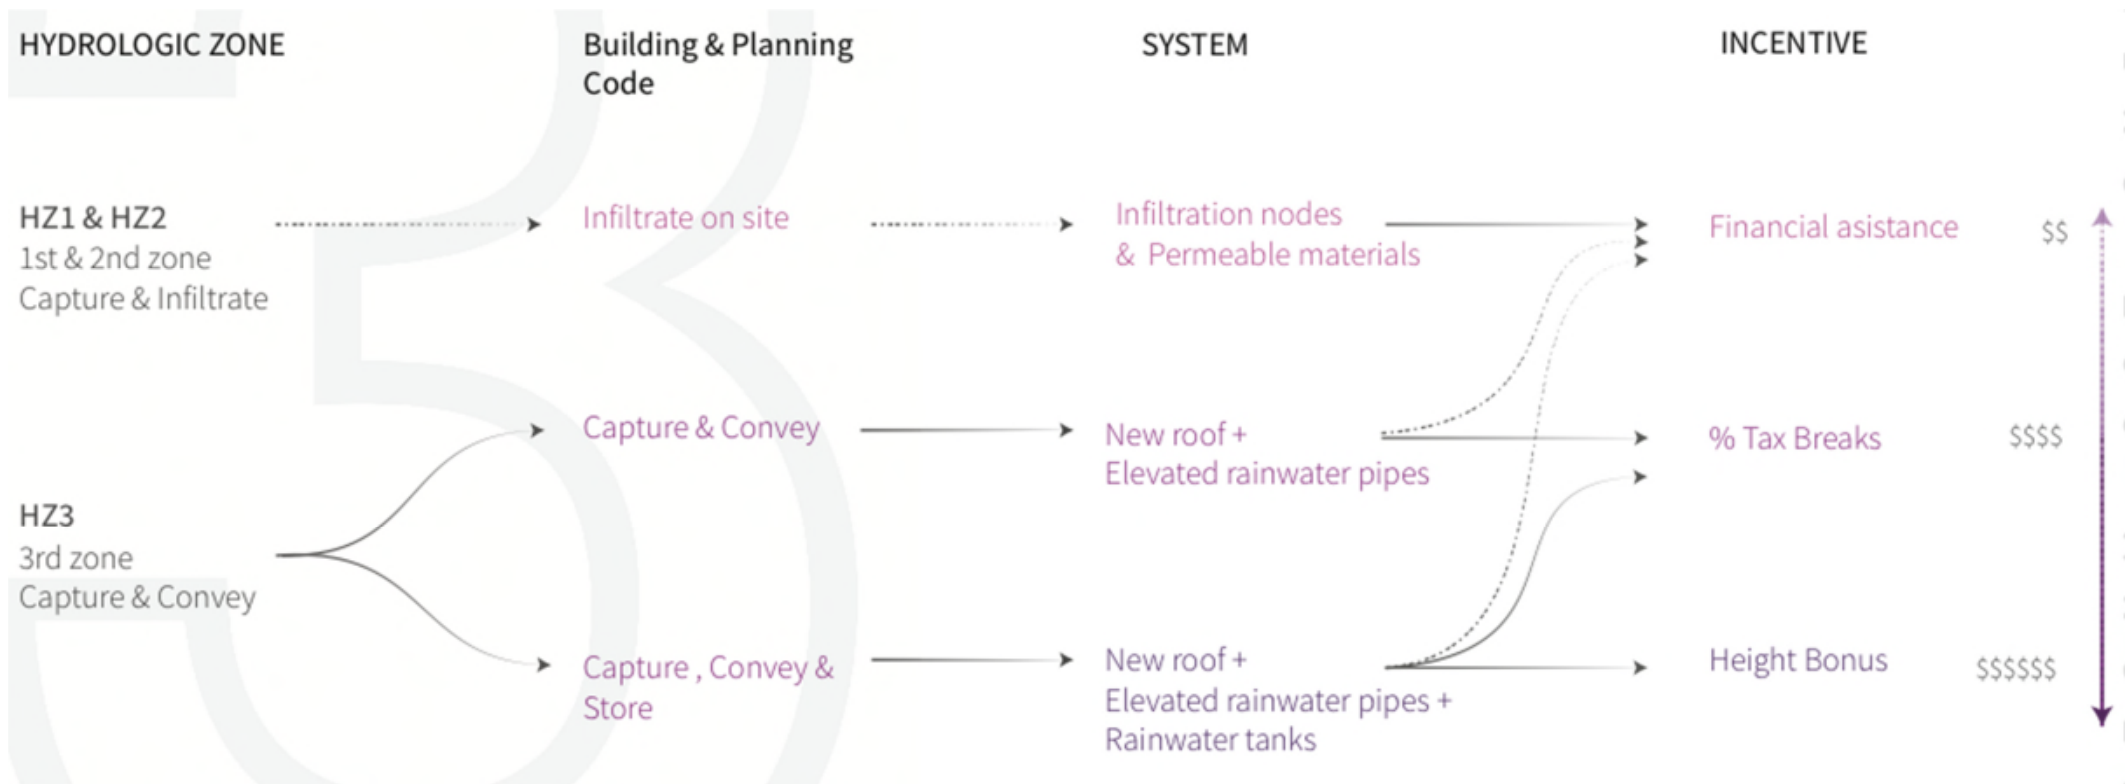 HYDROLOGIC ZONE
Building & Planning
Code
SYSTEM
INCENTIVE
HZ1 & HZ2
1st & 2nd zone
Capture & Infiltrate
Infiltrate on site
Infiltration nodes
& Permeable materials
Financial asistance
$$
HZ3
3rd zone
Capture & Convey
Capture & Convey
New roof +
Elevated rainwater pipes
% Tax Breaks
$$$$
Capture , Convey &
Store
New roof +
Elevated rainwater pipes +
Rainwater tanks
Height Bonus
$$$$$$
3